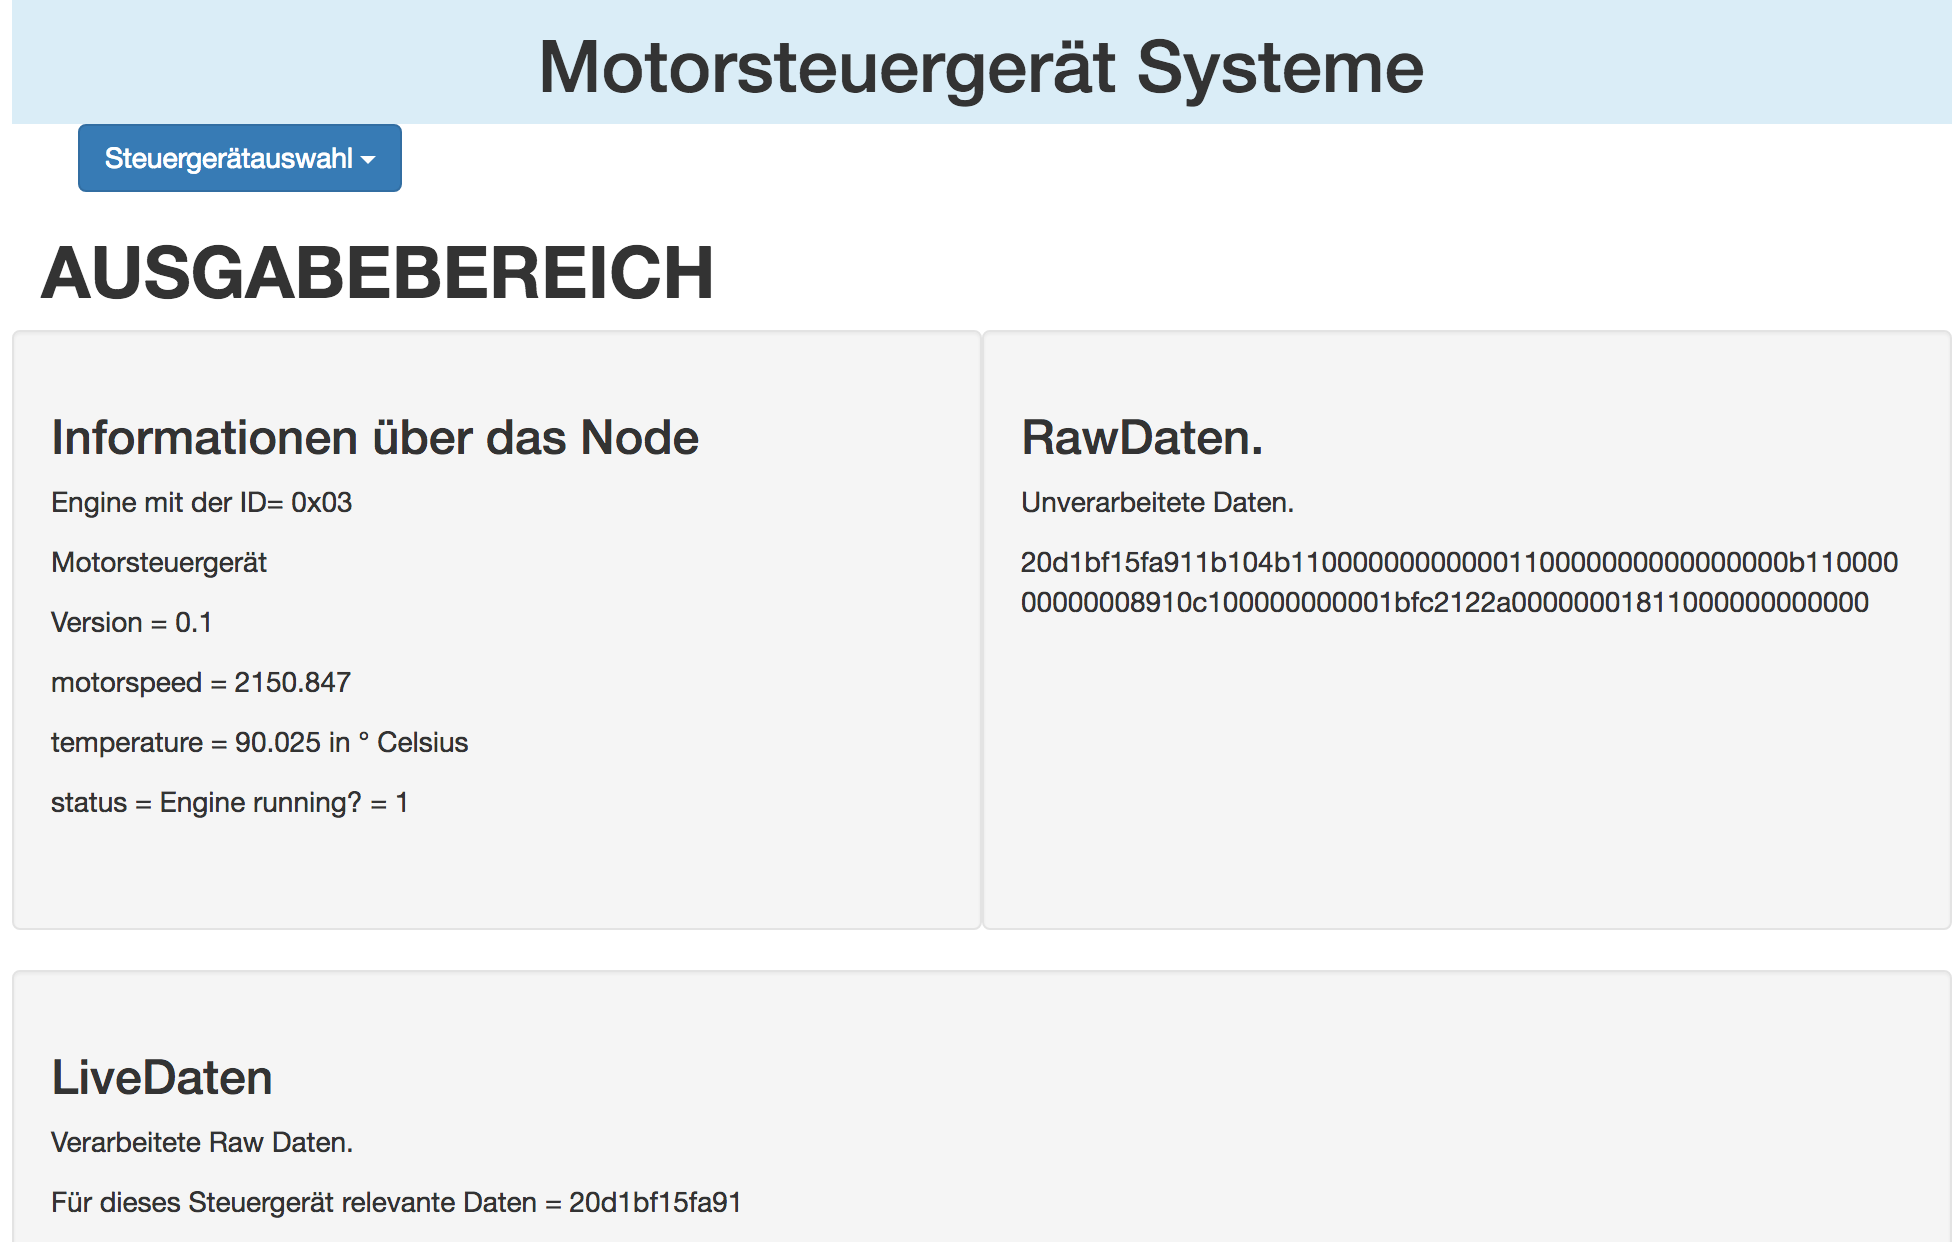 Motorsteuergerät Systeme
Steuergerätauswahl
AUSGABEBEREICH
Informationen über das Node
Engine mit der ID= 0x03
Motorsteuergerät
Version = 0.1
motorspeed = 2150.847
temperature = 90.025 in ° Celsius
status = Engine running? = 1
RawDaten.
Unverarbeitete Daten.
20d1bf15fa911b104b1100000000000011000000000000000b110000
00000008910c100000000001bfc2122a00000001811000000000000
LiveDaten
Verarbeitete Raw Daten.
Für dieses Steuergerät relevante Daten = 20d1bf15fa91